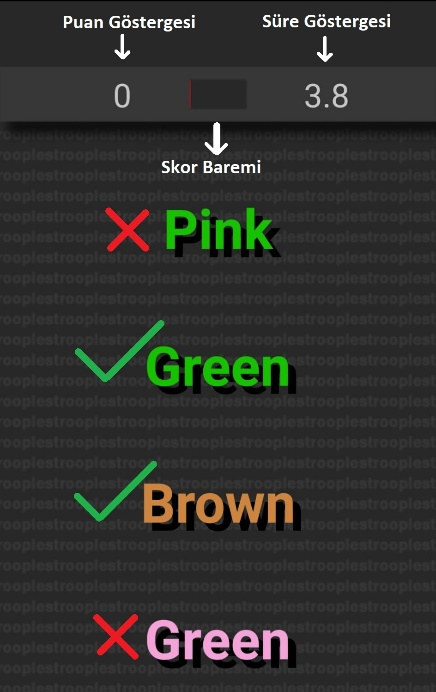 Puan Göstergesi Süre Göstergesi
0 3.8
Skor Baremi
Pink
Green
Brown
Green